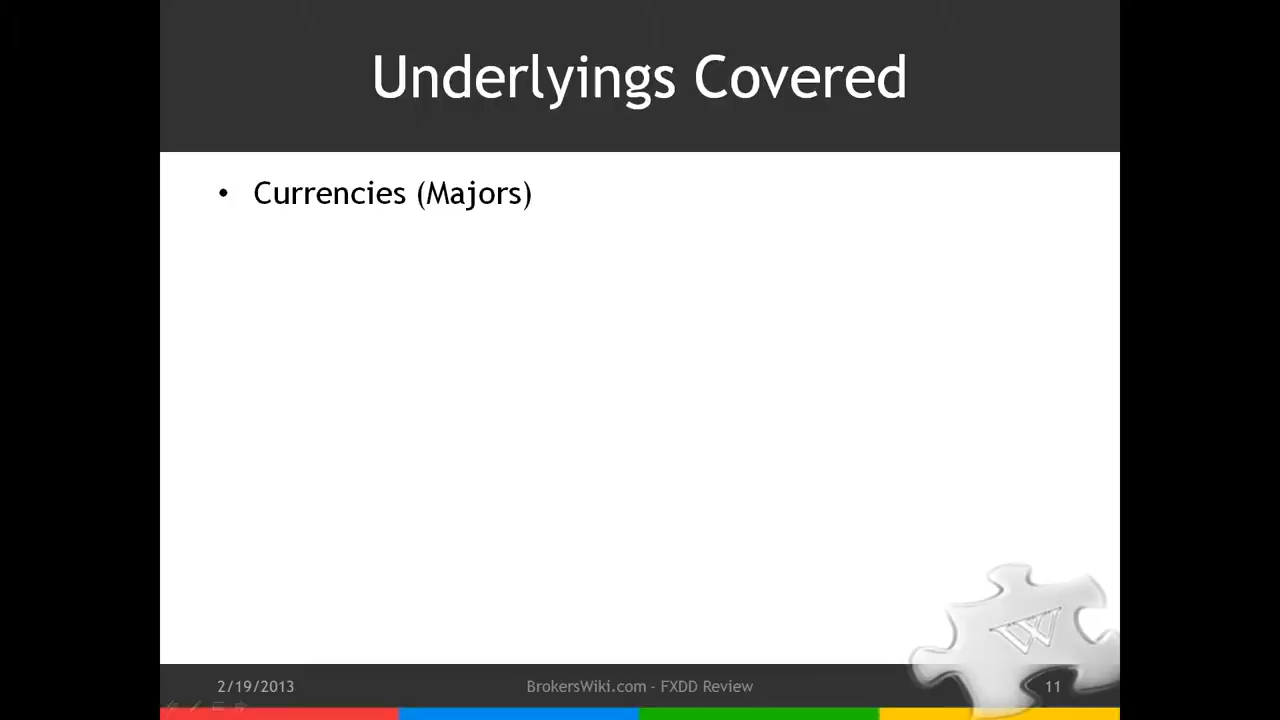 Underlyings Covered
• Currencies (Majors)
W
2/19/2013 BrokersWiki.com - FXDD Review 11